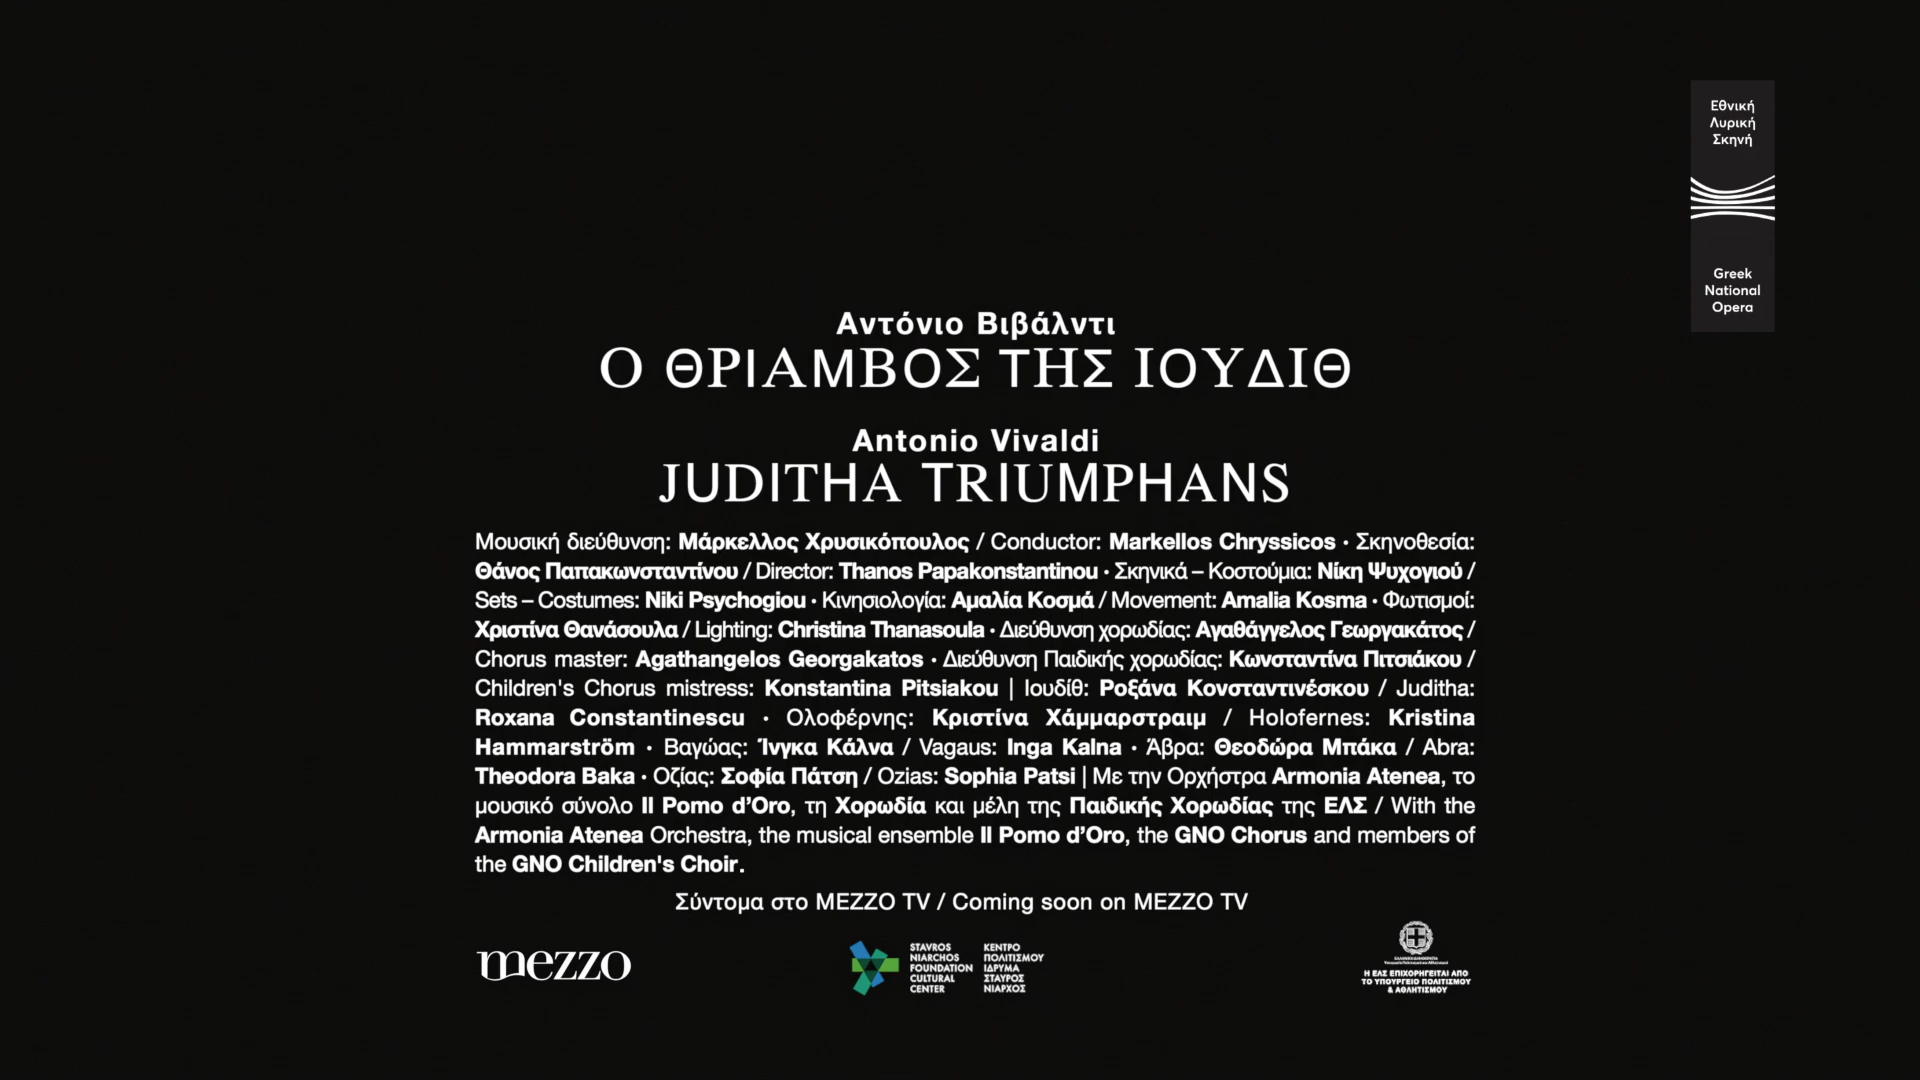 Εθνική
Λυρική
Σκηνή
Greek
National
Opera
Αντόνιο Βιβάλντι
Ο ΘΡΙΑΜΒΟΣ ΤΗΣ ΙΟΥΔΙΘ
Antonio Vivaldi
JUDITHA TRIUMPHANS
Μουσική διεύθυνση: Μάρκελλος Χρυσικόπουλος / Conductor: Markellos Chryssicos · Σκηνοθεσία:
Θάνος Παπακωνσταντίνου / Director: Thanos Papakonstantinou · Σκηνικά – Κοστούμια: Νίκη Ψυχογιού /
Sets – Costumes: Niki Psychogiou · Κινησιολογία: Αμαλία Κοσμά / Movement: Amalia Kosma · Φωτισμοί:
Χριστίνα Θανάσουλα / Lighting: Christina Thanasoula · Διεύθυνση χορωδίας: Αγαθάγγελος Γεωργακάτος /
Chorus master: Agathangelos Georgakatos · Διεύθυνση Παιδικής χορωδίας: Κωνσταντίνα Πιτσιάκου /
Children's Chorus mistress: Konstantina Pitsiakou | Ιουδίθ: Ροξάνα Κονσταντινέσκου / Juditha:
Roxana Constantinescu · Ολοφέρνης: Κριστίνα Χάμμαρστραιμ / Holofernes: Kristina
Hammarström · Βαγώας: Ίνγκα Κάλνα / Vagaus: Inga Kalna · Άβρα: Θεοδώρα Μπάκα / Abra:
Theodora Baka · Οζίας: Σοφία Πάτση / Ozias: Sophia Patsi | Με την Ορχήστρα Armonia Atenea, το
μουσικό σύνολο Il Pomo d’Oro, τη Χορωδία και μέλη της Παιδικής Χορωδίας της ΕΛΣ / With the
Armonia Atenea Orchestra, the musical ensemble Il Pomo d’Oro, the GNO Chorus and members of
the GNO Children's Choir.
Σύντομα στο MEZZO TV / Coming soon on MEZZO TV
mezzo
STAVROS
NIARCHOS
FOUNDATION
CULTURAL
CENTER
ΚΕΝΤΡΟ
ΠΟΛΙΤΙΣΜΟΥ
ΙΔΡΥΜΑ
ΣΤΑΥΡΟΣ
ΝΙΑΡΧΟΣ
ΕΛΛΗΝΙΚΗ ΔΗΜΟΚΡΑΤΙΑ
Υπουργείο Πολιτισμού και Αθλητισμού
Η ΕΛΣ ΕΠΙΧΟΡΗΓΕΙΤΑΙ ΑΠΟ
ΤΟ ΥΠΟΥΡΓΕΙΟ ΠΟΛΙΤΙΣΜΟΥ
& ΑΘΛΗΤΙΣΜΟΥ